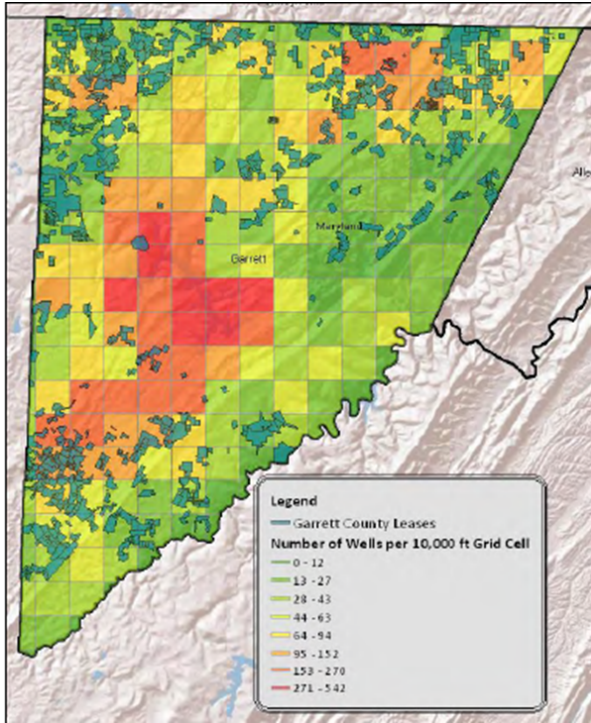 Maryland
Garrett
Legend
Garrett County Leases
Number of Wells per 10,000 ft Grid Cell
0 - 12
13 - 27
28 - 43
44 - 63
64 - 94
95 - 152
153 - 270
271 - 542